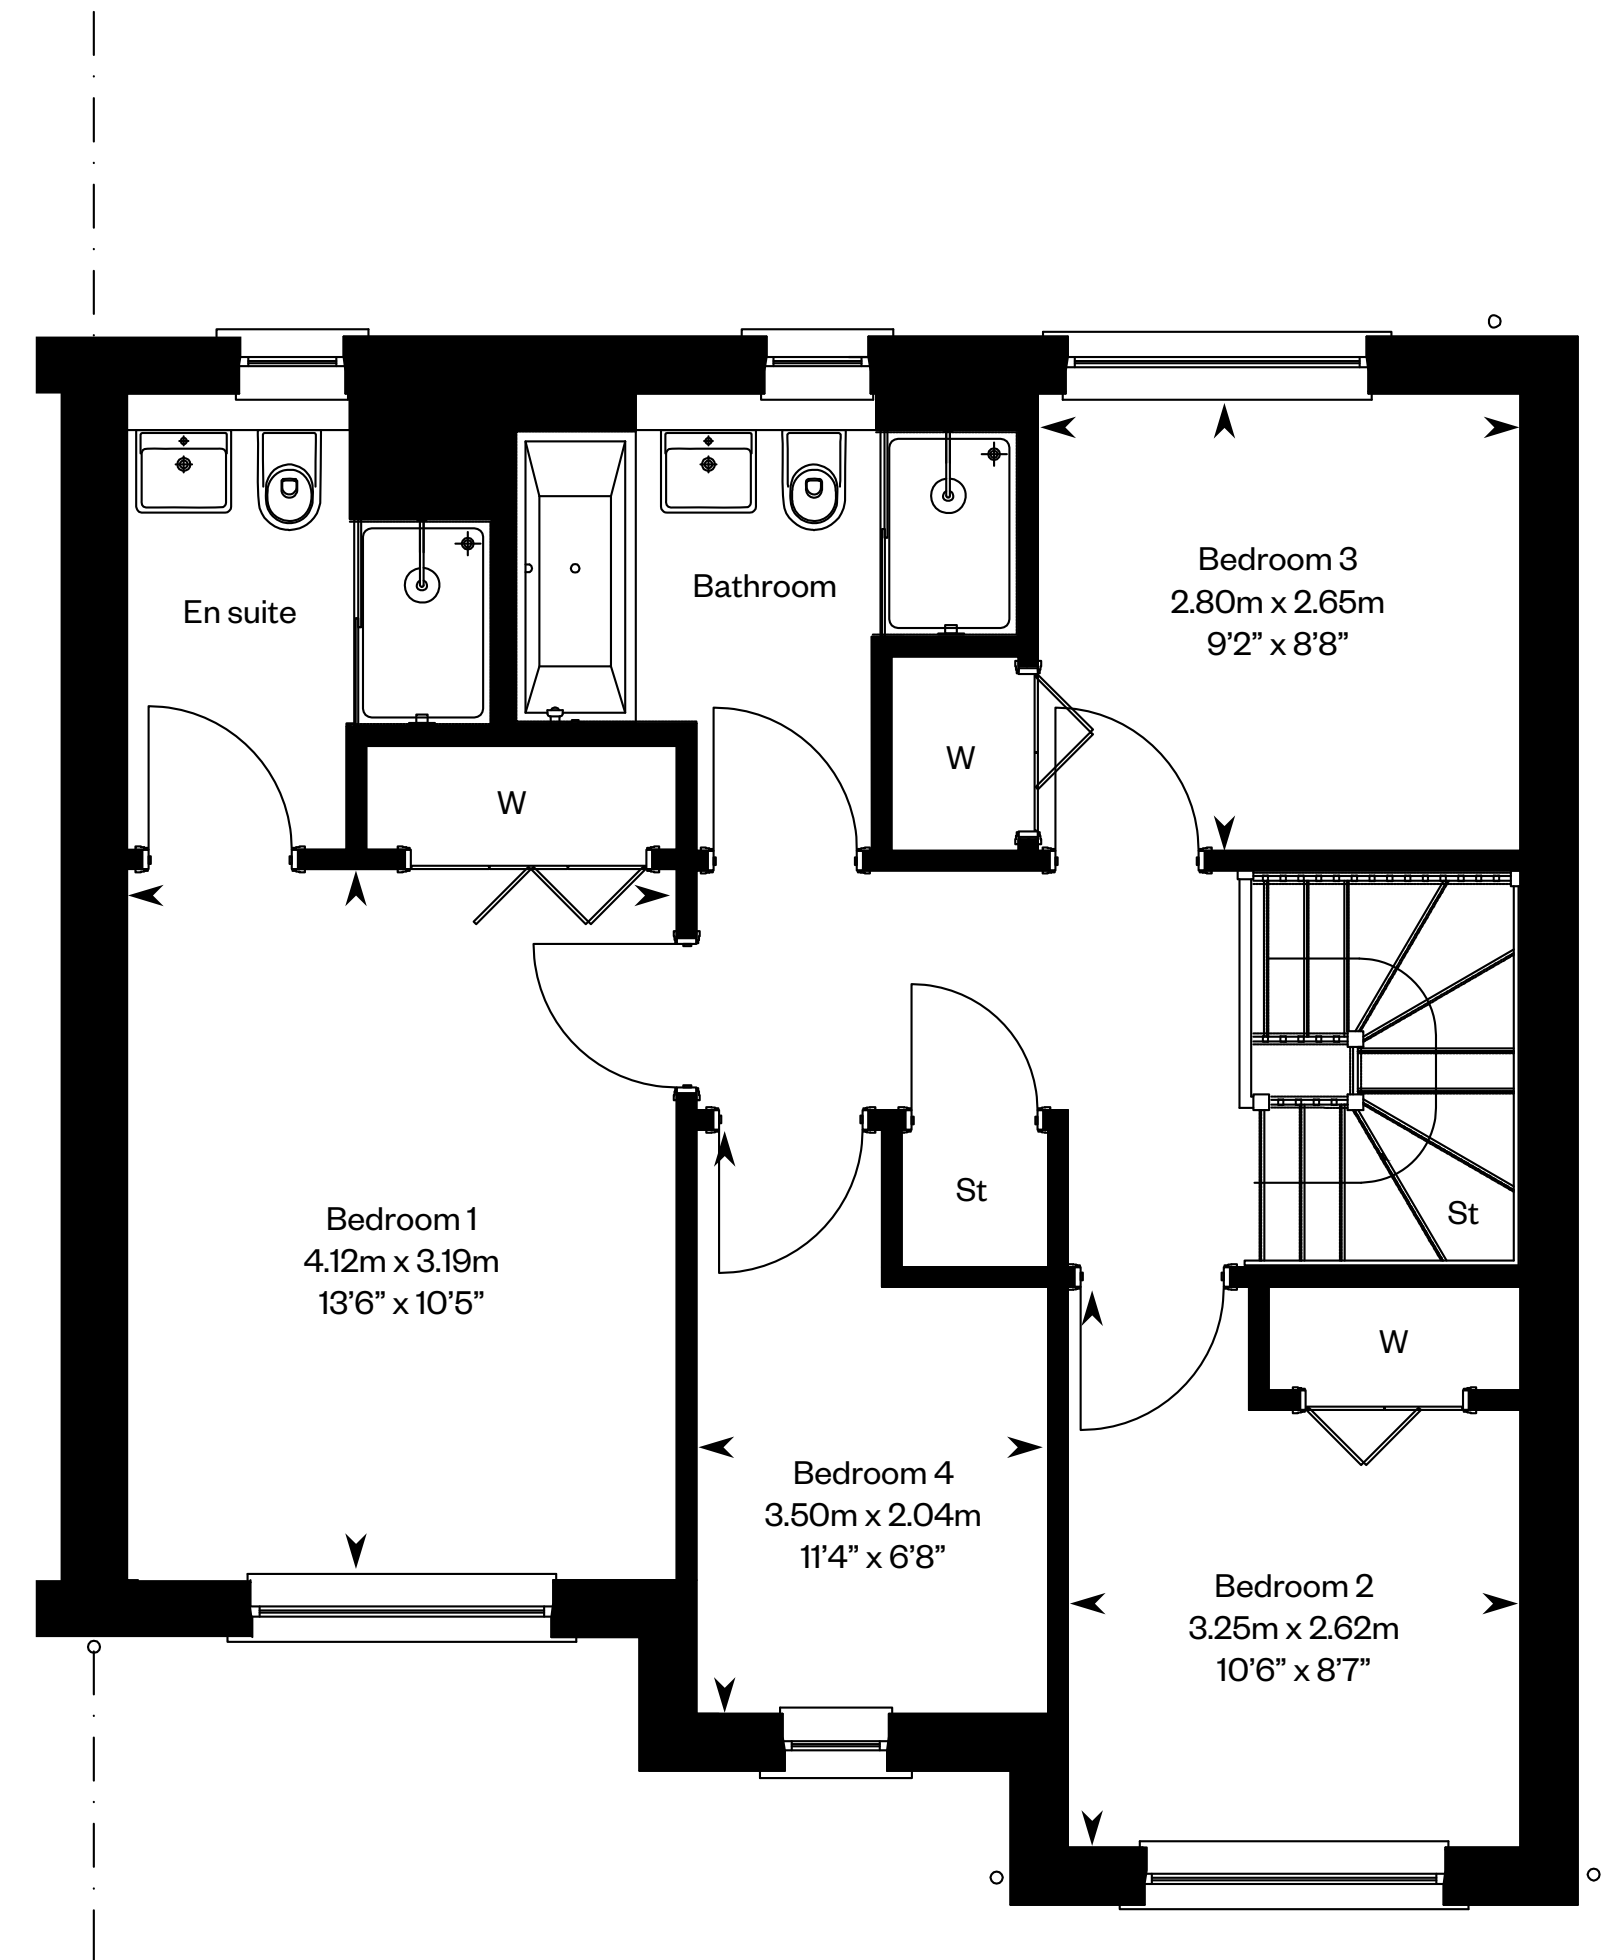 Bedroom 3
2.80m x 2.65m
9’2” x 8’8”
Bathroom
En suite
W
W
St
St
Bedroom 1
4.12m x 3.19m
13’6” x 10’5”
W
Bedroom 4
3.50m x 2.04m
11’4” x 6’8”
Bedroom 2
3.25m x 2.62m
10’6” x 8’7”